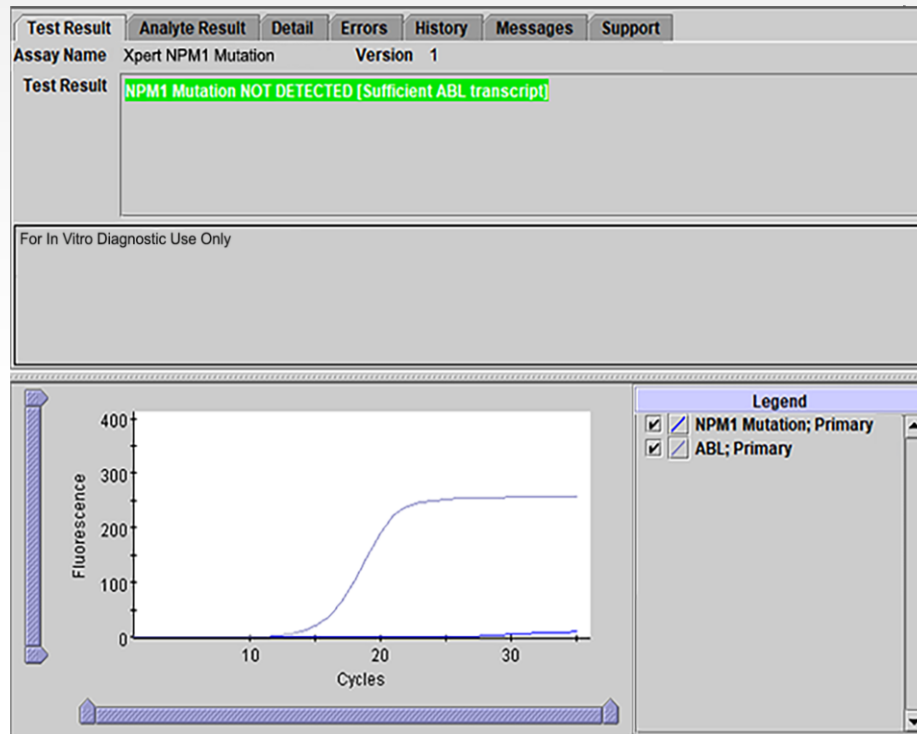 Test Result Analyte Result Detail Errors History Messages Support
Assay Name Xpert NPM1 Mutation Version 1
Test Result NPM1 Mutation NOT DETECTED [Sufficient ABL transcript]
For In Vitro Diagnostic Use Only
Legend
NPM1 Mutation; Primary
ABL; Primary
400
300
200
100
0
Fluorescence
10 20 30
Cycles